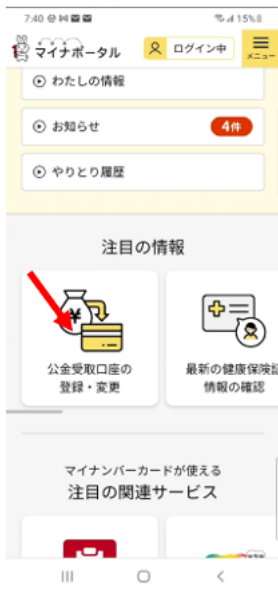 7:40
15%
マイナポータル
ログイン中
メニュー
わたしの情報
お知らせ
4件
やりとり履歴
注目の情報
公金受取口座の
登録・変更
最新の健康保険証
情報の確認
マイナンバーカードが使える
注目の関連サービス